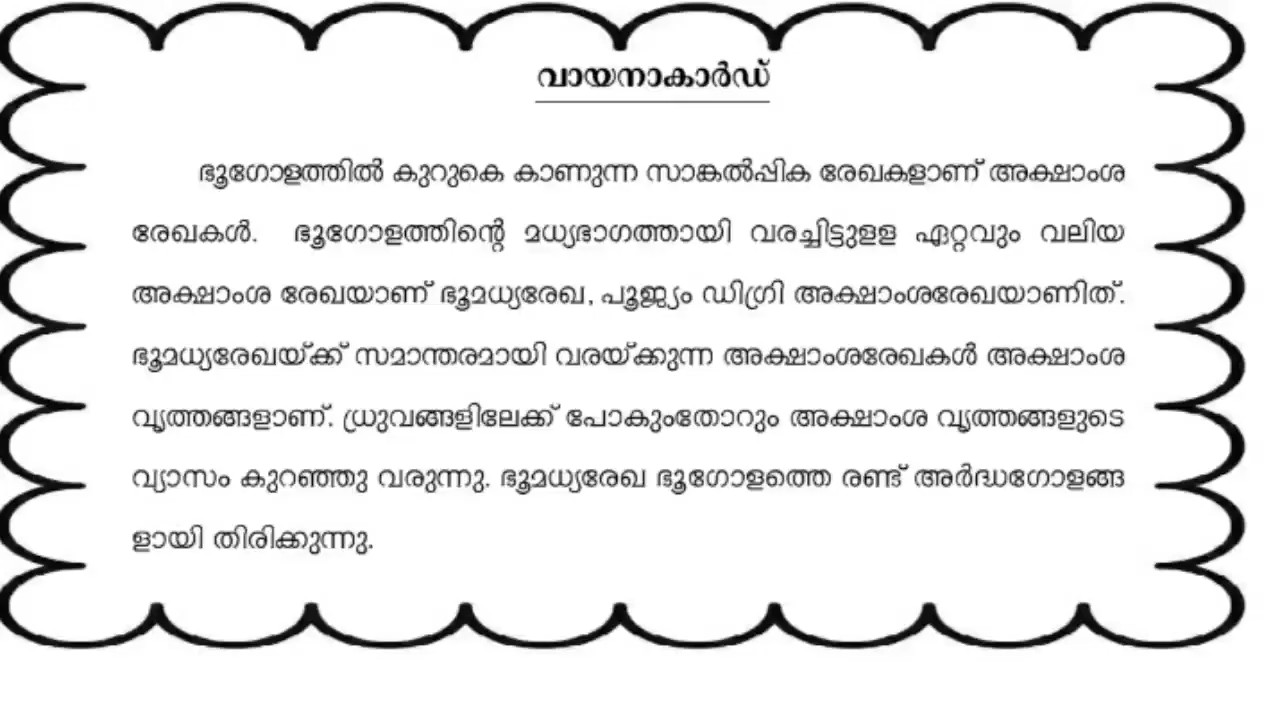 വായനാകാർഡ്
ഭൂഗോളത്തിൽ കുറുകെ കാണുന്ന സാങ്കൽപ്പിക രേഖകളാണ് അക്ഷാംശ
രേഖകൾ. ഭൂഗോളത്തിന്റെ മധ്യഭാഗത്തായി വരച്ചിട്ടുളള ഏറ്റവും വലിയ
അക്ഷാംശ രേഖയാണ് ഭൂമധ്യരേഖ, പൂജ്യം ഡിഗ്രി അക്ഷാംശരേഖയാണിത്.
ഭൂമധ്യരേഖയ്ക്ക് സമാന്തരമായി വരയ്ക്കുന്ന അക്ഷാംശരേഖകൾ അക്ഷാംശ
വൃത്തങ്ങളാണ്. ധ്രുവങ്ങളിലേക്ക് പോകുംതോറും അക്ഷാംശ വൃത്തങ്ങളുടെ
വ്യാസം കുറഞ്ഞു വരുന്നു. ഭൂമധ്യരേഖ ഭൂഗോളത്തെ രണ്ട് അർദ്ധഗോളങ്ങ
ളായി തിരിക്കുന്നു.